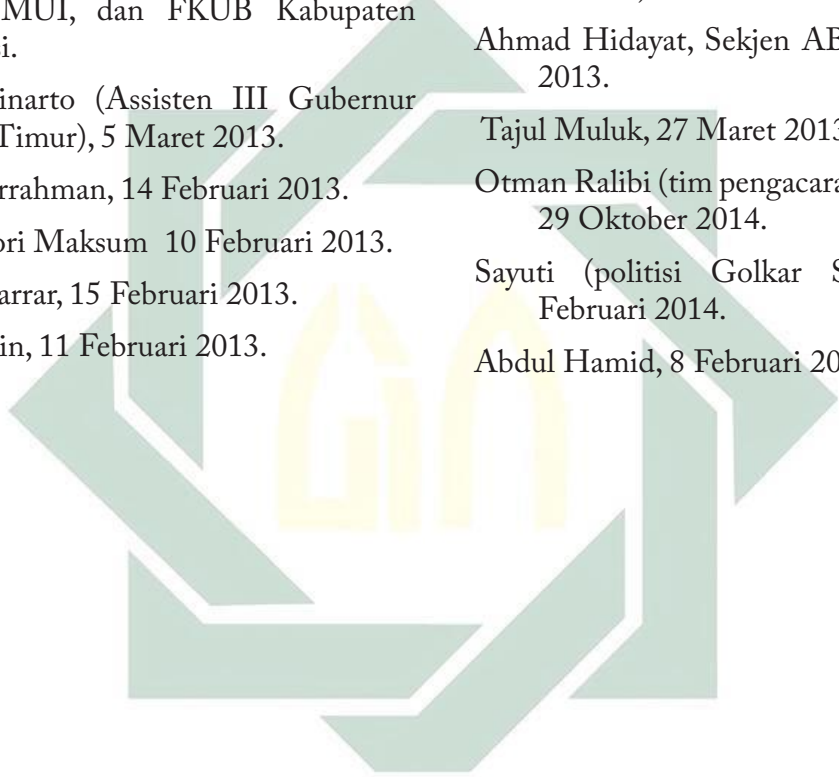 MUI, dan FKUB Kabupaten
i.
inarto (Assisten III Gubernur
Timur), 5 Maret 2013.
rrahman, 14 Februari 2013.
ori Maksum 10 Februari 2013.
arrar, 15 Februari 2013.
in, 11 Februari 2013.
Ahmad Hidayat, Sekjen AB
2013.
Tajul Muluk, 27 Maret 2013
Otman Ralibi (tim pengacara
29 Oktober 2014.
Sayuti (politisi Golkar S
Februari 2014.
Abdul Hamid, 8 Februari 20